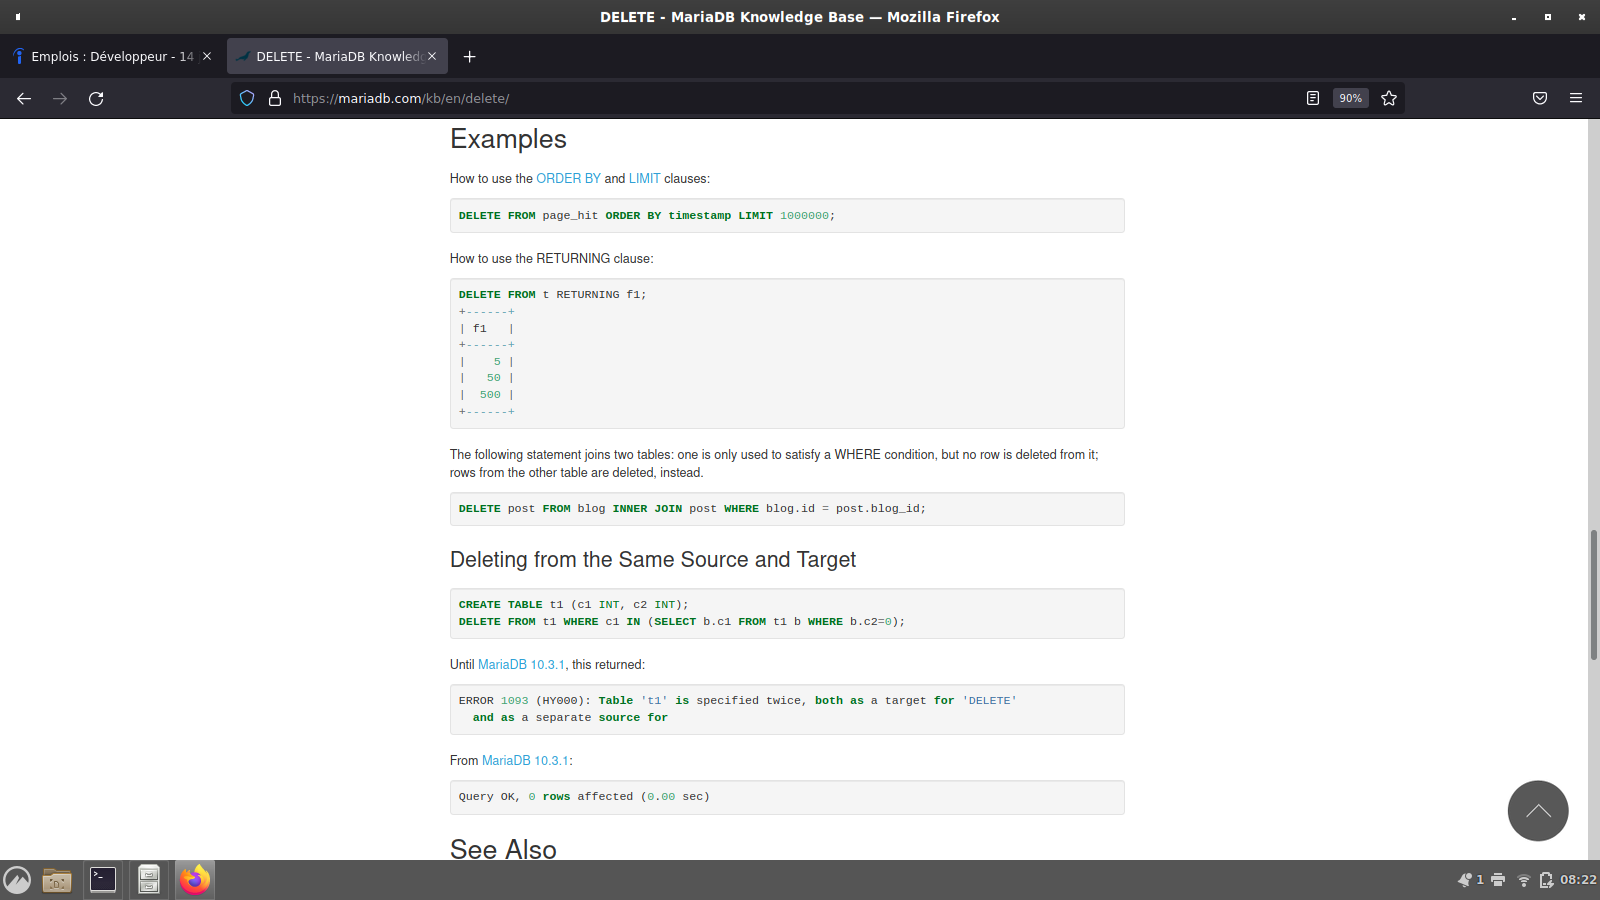 DELETE - MariaDB Knowledge Base — Mozilla Firefox
Emplois : Développeur - 14
DELETE - MariaDB Knowledg
https://mariadb.com/kb/en/delete/
90%
Examples
How to use the ORDER BY and LIMIT clauses:
DELETE FROM page_hit ORDER BY timestamp LIMIT 1000000;
How to use the RETURNING clause:
DELETE FROM t RETURNING f1;
+------+
| f1   |
+------+
|    5 |
|   50 |
|  500 |
+------+
The following statement joins two tables: one is only used to satisfy a WHERE condition, but no row is deleted from it;
rows from the other table are deleted, instead.
DELETE post FROM blog INNER JOIN post WHERE blog.id = post.blog_id;
Deleting from the Same Source and Target
CREATE TABLE t1 (c1 INT, c2 INT);
DELETE FROM t1 WHERE c1 IN (SELECT b.c1 FROM t1 b WHERE b.c2=0);
Until MariaDB 10.3.1, this returned:
ERROR 1093 (HY000): Table 't1' is specified twice, both as a target for 'DELETE'
  and as a separate source for
From MariaDB 10.3.1:
Query OK, 0 rows affected (0.00 sec)
See Also
1
08:22